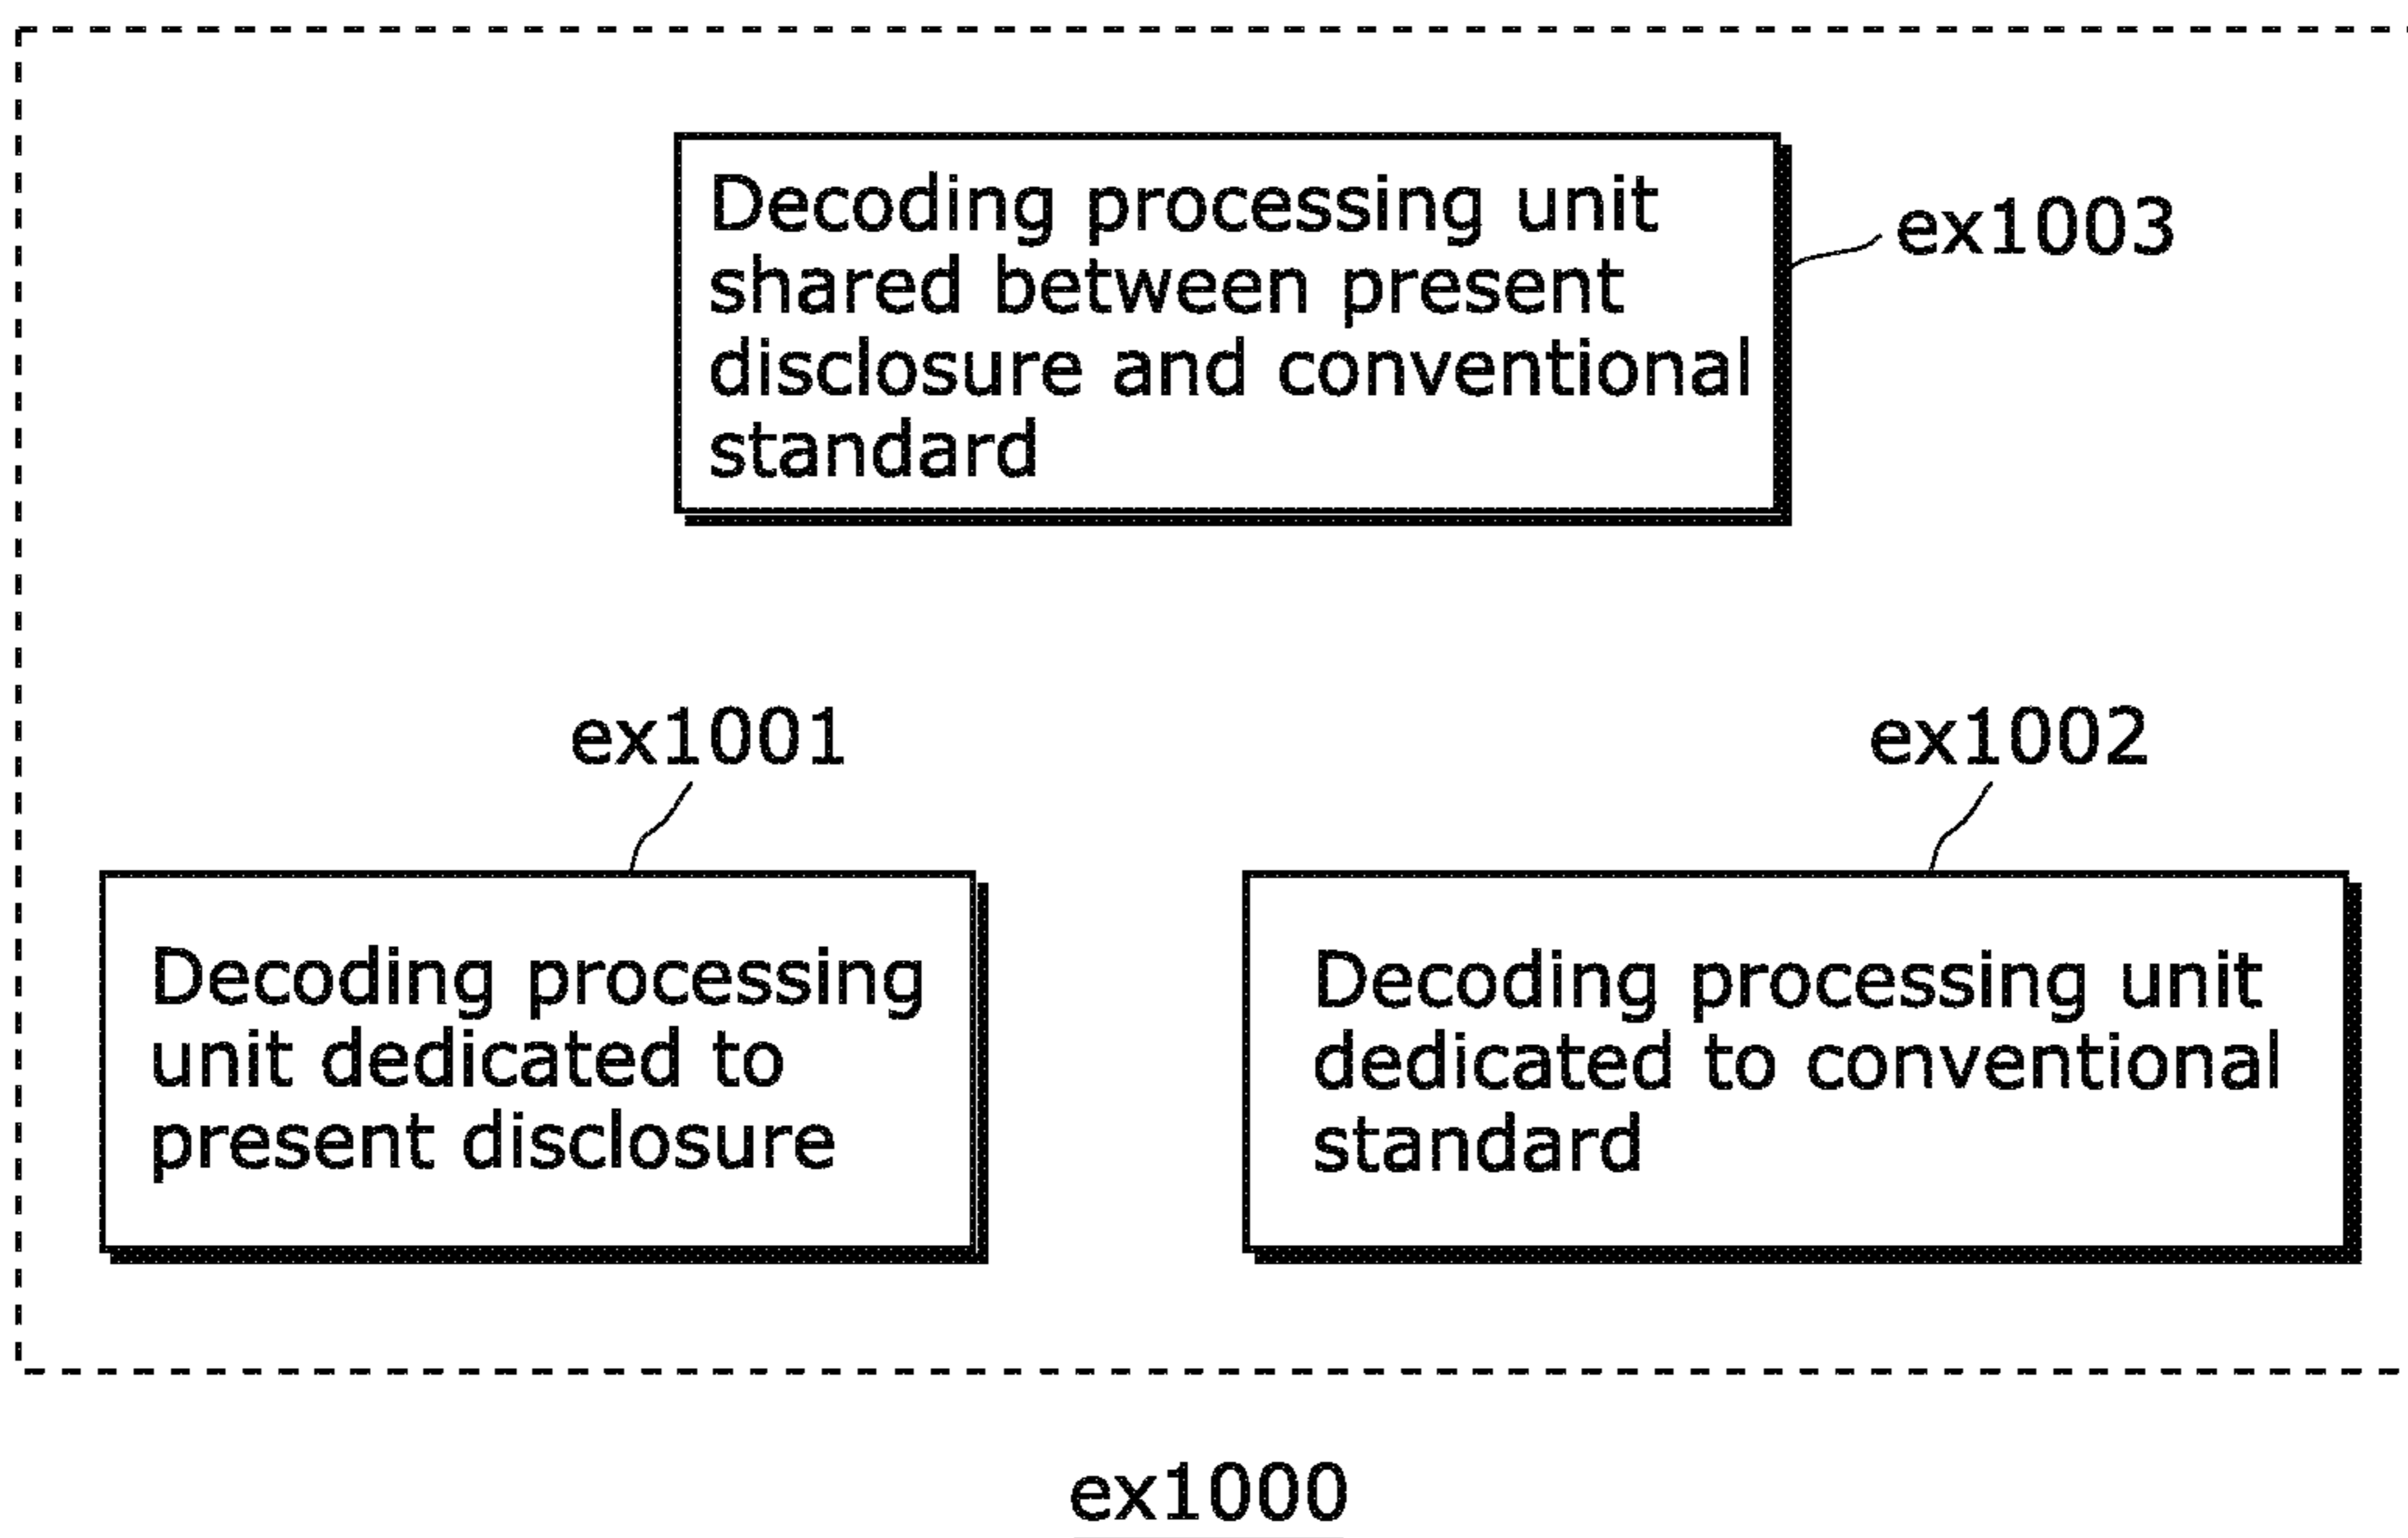 Decoding processing unit
shared between present
disclosure and conventional
standard
ex1003
ex1001
ex1002
Decoding processing
unit dedicated to
present disclosure
Decoding processing unit
dedicated to conventional
standard
ex1000